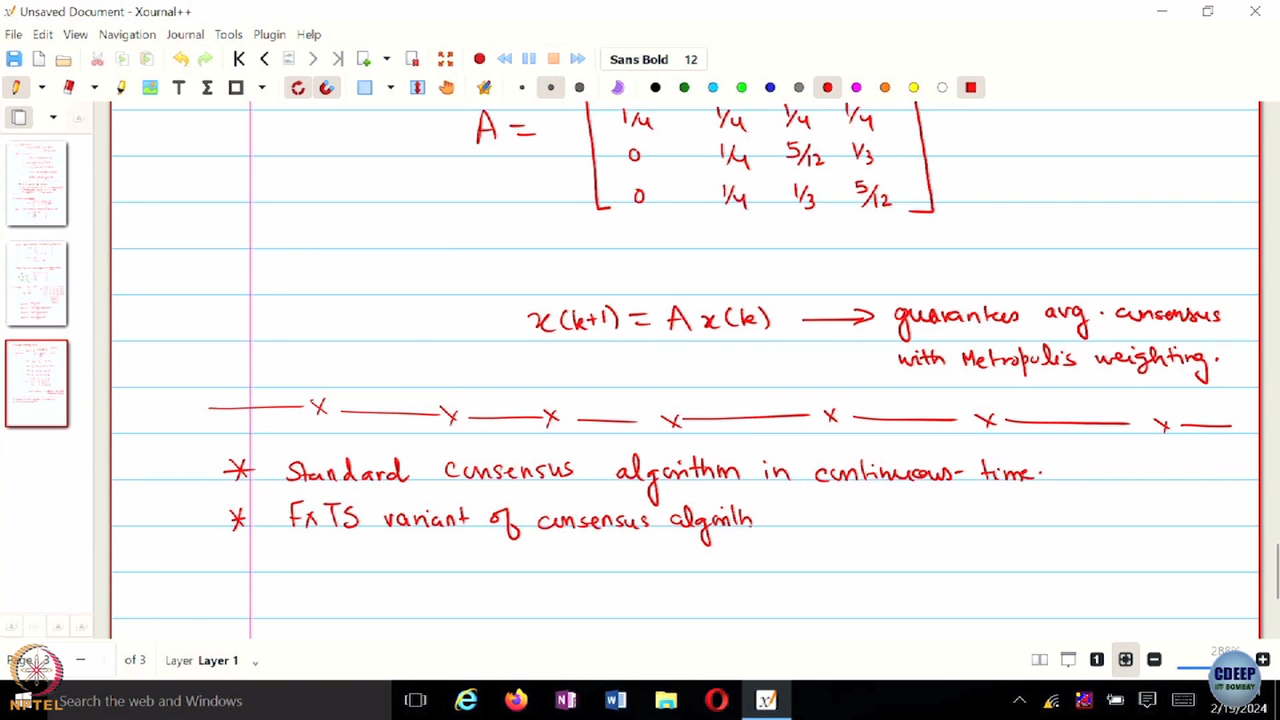 Unsaved Document - Xournal++
File Edit View Navigation Journal Tools Plugin Help
Sans Bold 12
A = 1/4 1/4 1/4 1/4
0 1/4 5/12 1/3
0 1/4 1/3 5/12
x(k+1) = A x(k) → guarantees avg. consensus
with Metropolis weighting.
* Standard consensus algorithm in continuous-time.
* FxTS variant of consensus algorith
Page 3 of 3 Layer Layer 1
288%
Search the web and Windows
NPTEL
CDEEP
IIT BOMBAY
2/19/2024